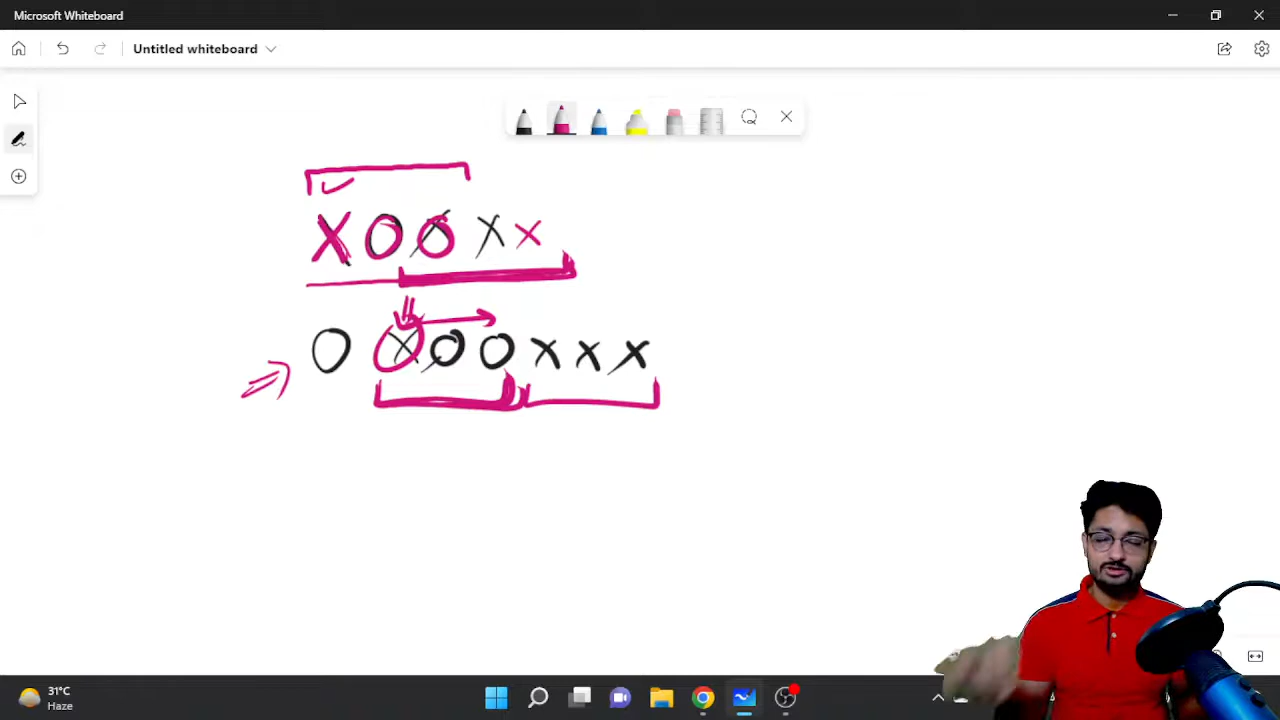 Microsoft Whiteboard
Untitled whiteboard
X O O X X
O X O O X X X
31°C
Haze